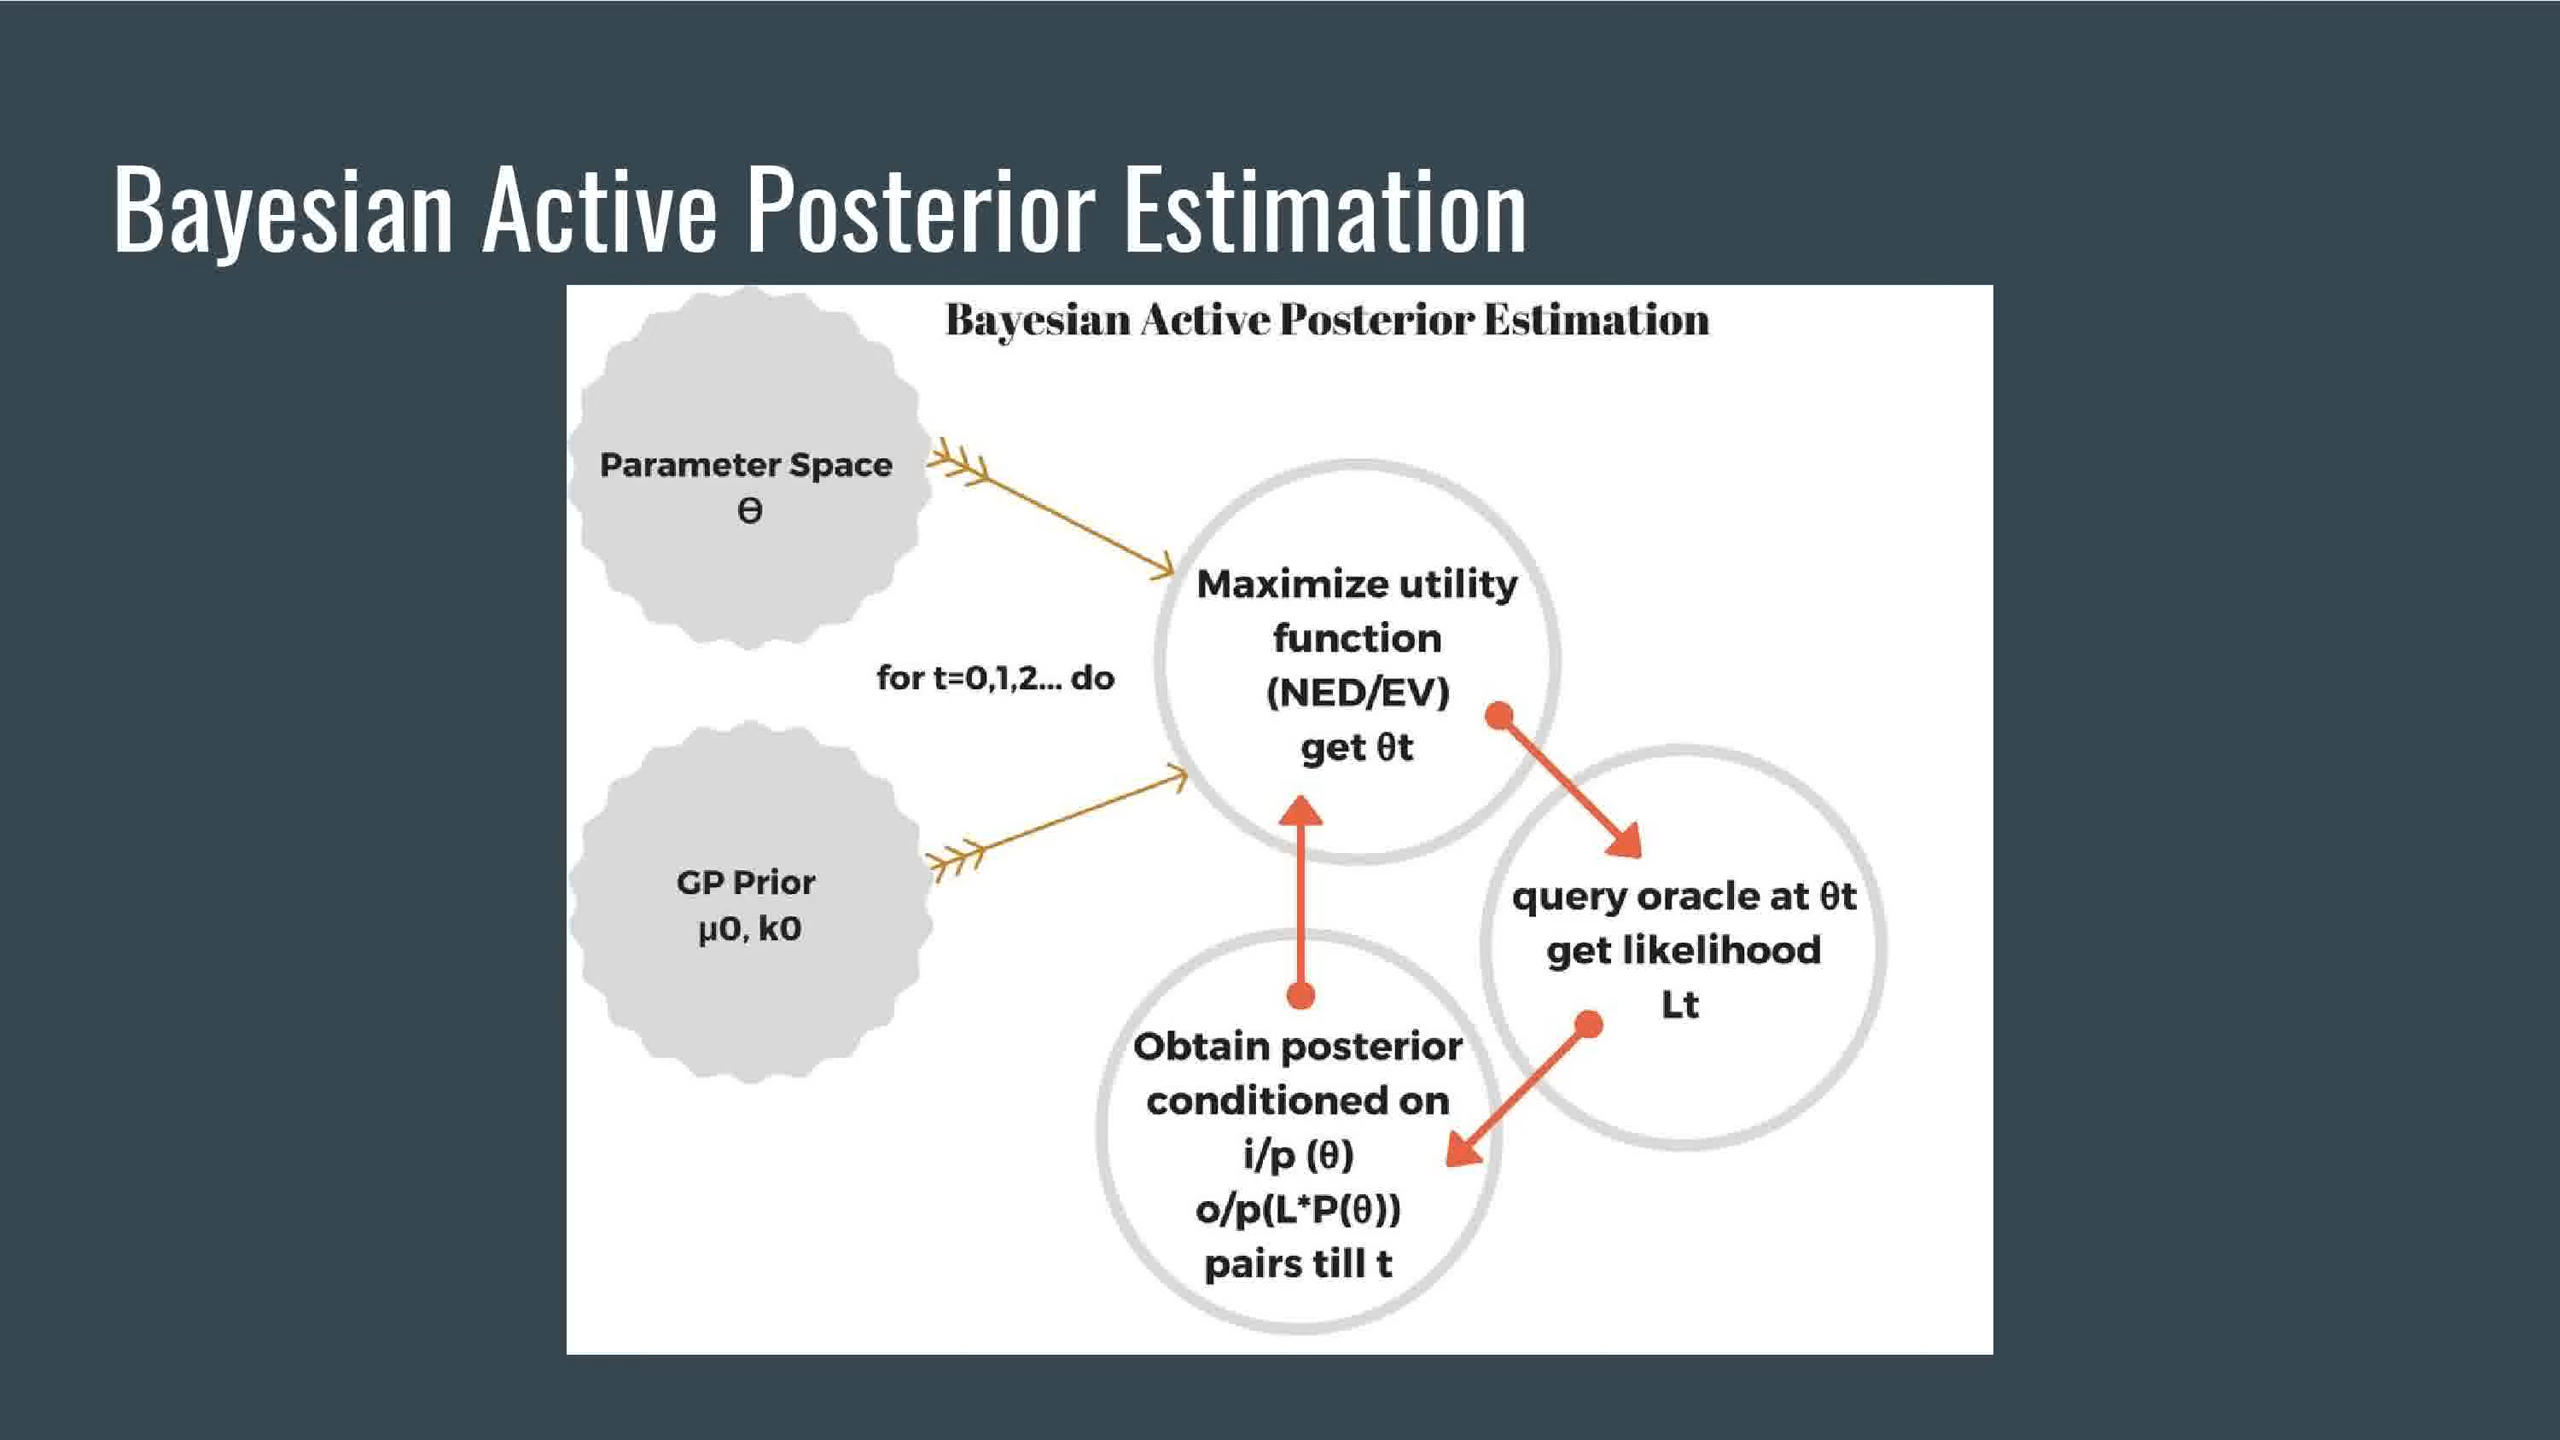 Bayesian Active Posterior Estimation
Bayesian Active Posterior Estimation
Parameter Space
Θ
for t=0,1,2... do
GP Prior
μ0, k0
Maximize utility
function
(NED/EV)
get θt
query oracle at θt
get likelihood
Lt
Obtain posterior
conditioned on
i/p (θ)
o/p(L*P(θ))
pairs till t